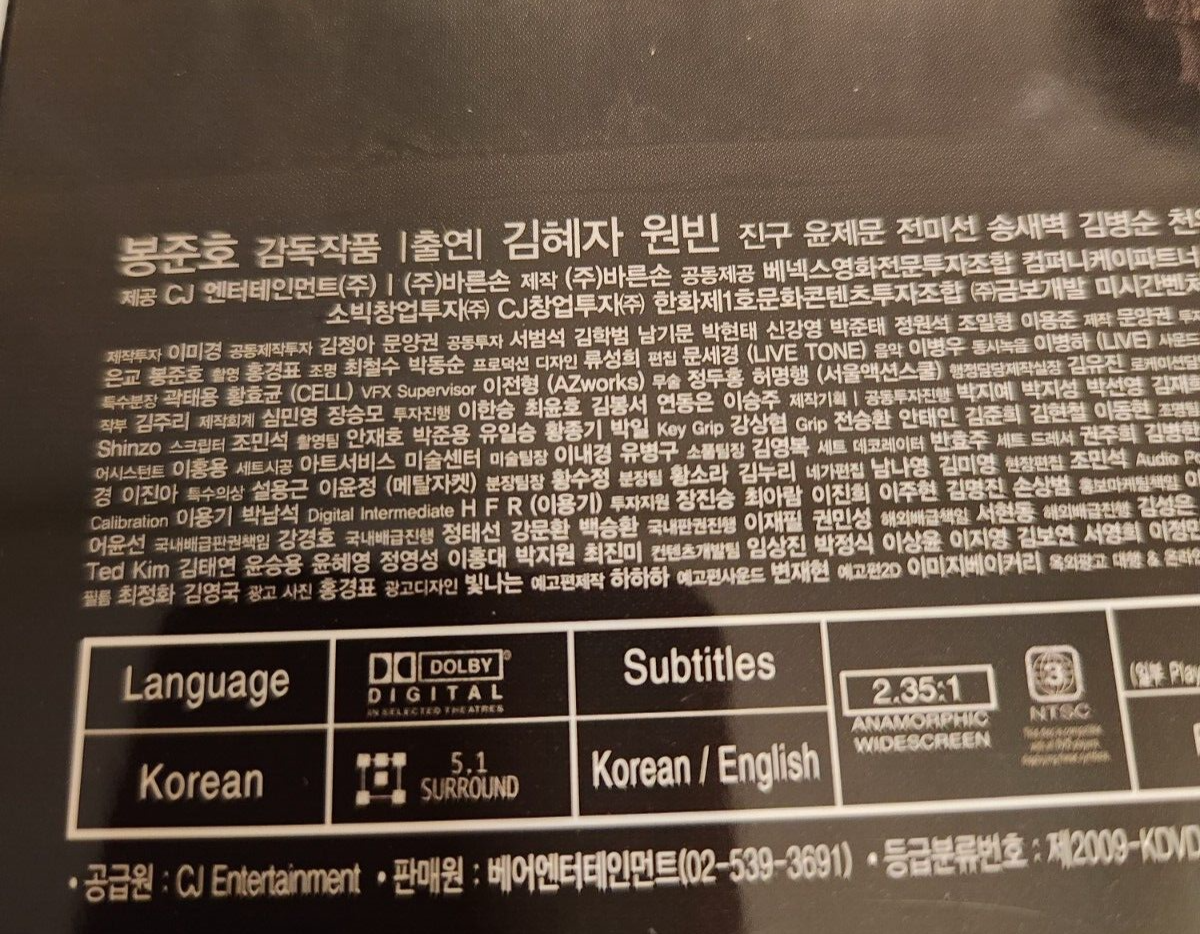 봉준호 감독작품 |출연| 김혜자 원빈 진구 윤제문 전미선 송새벽 김병순 천
제공 CJ 엔터테인먼트(주) | (주)바른손 제작 (주)바른손 공동제공 베넥스영화전문투자조합 컴퍼니케이파트너
소빅창업투자㈜ CJ창업투자㈜ 한화제1호문화콘텐츠투자조합 ㈜금보개발 미시간벤
제작투자 이미경 공동제작투자 김정아 문양권 공동투자 서범석 김학범 남기문 박현태 신강영 박준태 정원석 조일형 이용준 제작 문양권
은교 봉준호 촬영 홍경표 조명 최철수 박동순 프로덕션 디자인 류성희 편집 문세경 (LIVE TONE) 음악 이병우 동시녹음 이병하 (LIVE)
특수분장 곽태용 황효균 (CELL) VFX Supervisor 이전형 (AZworks) 무술 정두홍 허명행 (서울액션스쿨) 행정담당제작실장 김유진 로케이션
작부 김주리 제작회계 심민영 장승모 투자진행 이한승 최윤호 김봉서 연동은 이승주 제작기획 | 공동투자진행 박지예 박지성 박선영
Shinzo 스크립터 조민석 촬영팀 안재호 박준용 유일승 황종기 박일 Key Grip 강상협 Grip 전승환 안태인 김준희 김현철 이동현
어시스턴트 이홍용 세트시공 아트서비스 미술센터 미술팀장 이내경 유병구 소품팀장 김영복 세트 데코레이터 반효주 세트 드레서 권주희
경 이진아 특수의상 설용근 이윤정 (메탈자켓) 분장팀장 황수정 분장팀 황소라 김누리 네가편집 남나영 김미영 현장편집 조민석 Audio
Calibration 이용기 박남석 Digital Intermediate H F R (이용기) 투자지원 장진승 최아람 이진희 이주현 김명진 손상범 홍보마케팅책임
어윤선 국내배급판권책임 강경호 국내배급진행 정태선 강문환 백승환 국내판권진행 이재필 권민성 해외배급책임 서현동 해외배급진행 김성은
Ted Kim 김태연 윤승용 윤혜영 정영성 이홍대 박지원 최진미 컨텐츠개발팀 임상진 박정식 이상윤 이지영 김보연 서영희
필름 최정화 김영국 광고 사진 홍경표 광고디자인 빛나는 예고편제작 하하하 예고편사운드 변재현 예고편2D 이미지베이커리 옥외광고 대행 &
Language
DOLBY
DIGITAL
IN SELECTED THEATRES
Subtitles
2.35:1
ANAMORPHIC
WIDESCREEN
3
NTSC
(일부
Korean
5.1
SURROUND
Korean / English
• 공급원 : CJ Entertainment • 판매원 : 베어엔터테인먼트(02-539-3691) • 등급분류번호 : 제2009-KDVD